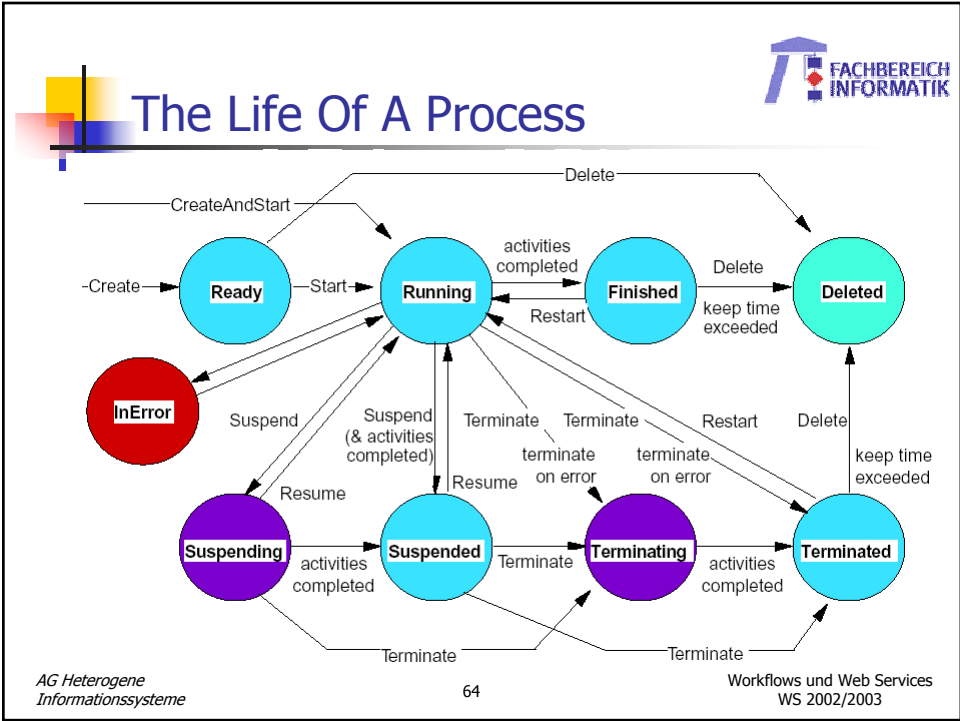 FACHBEREICH
INFORMATIK
The Life Of A Process
Delete
CreateAndStart
activities
completed
Delete
Create
Ready
Start
Running
Finished
Deleted
Restart
keep time
exceeded
InError
Suspend
Suspend
(& activities
completed)
Terminate
Terminate
Restart
Delete
terminate
on error
terminate
on error
keep time
exceeded
Resume
Resume
Suspending
activities
completed
Suspended
Terminate
Terminating
activities
completed
Terminated
Terminate
Terminate
AG Heterogene
Informationssysteme
64
Workflows und Web Services
WS 2002/2003